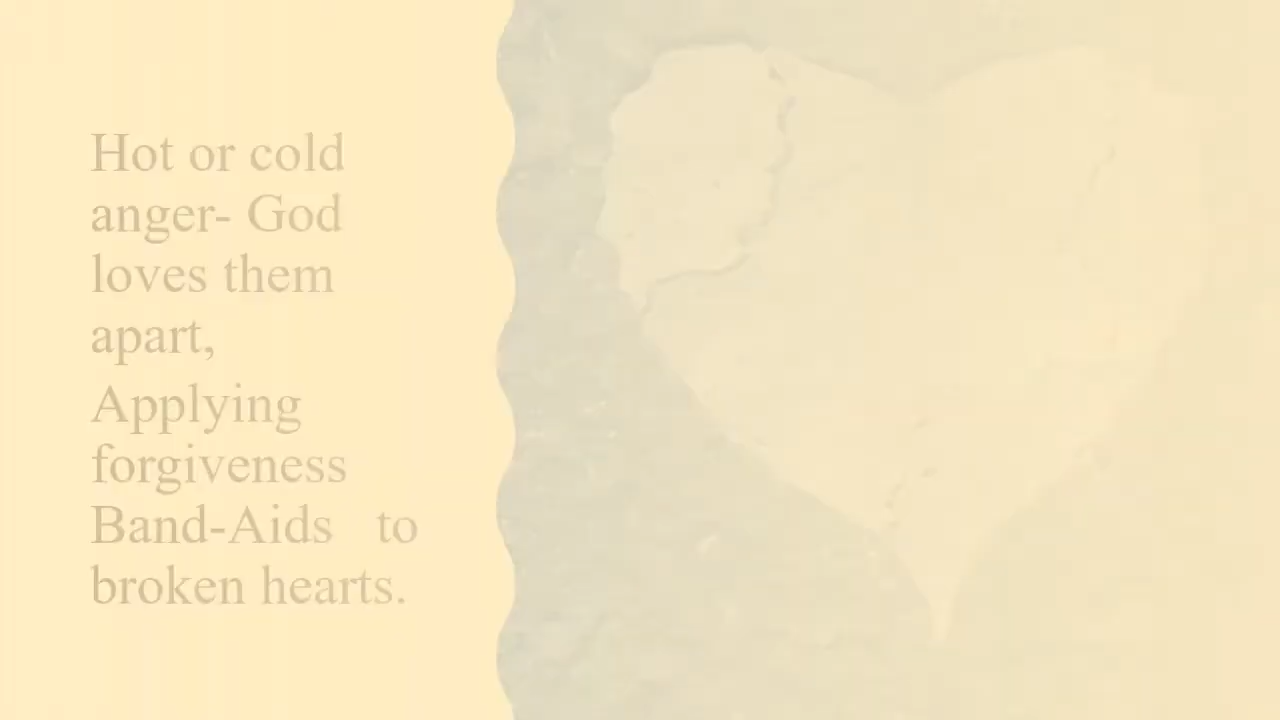 Hot or cold
anger- God
loves them
apart,
Applying
forgiveness
Band-Aids to
broken hearts.